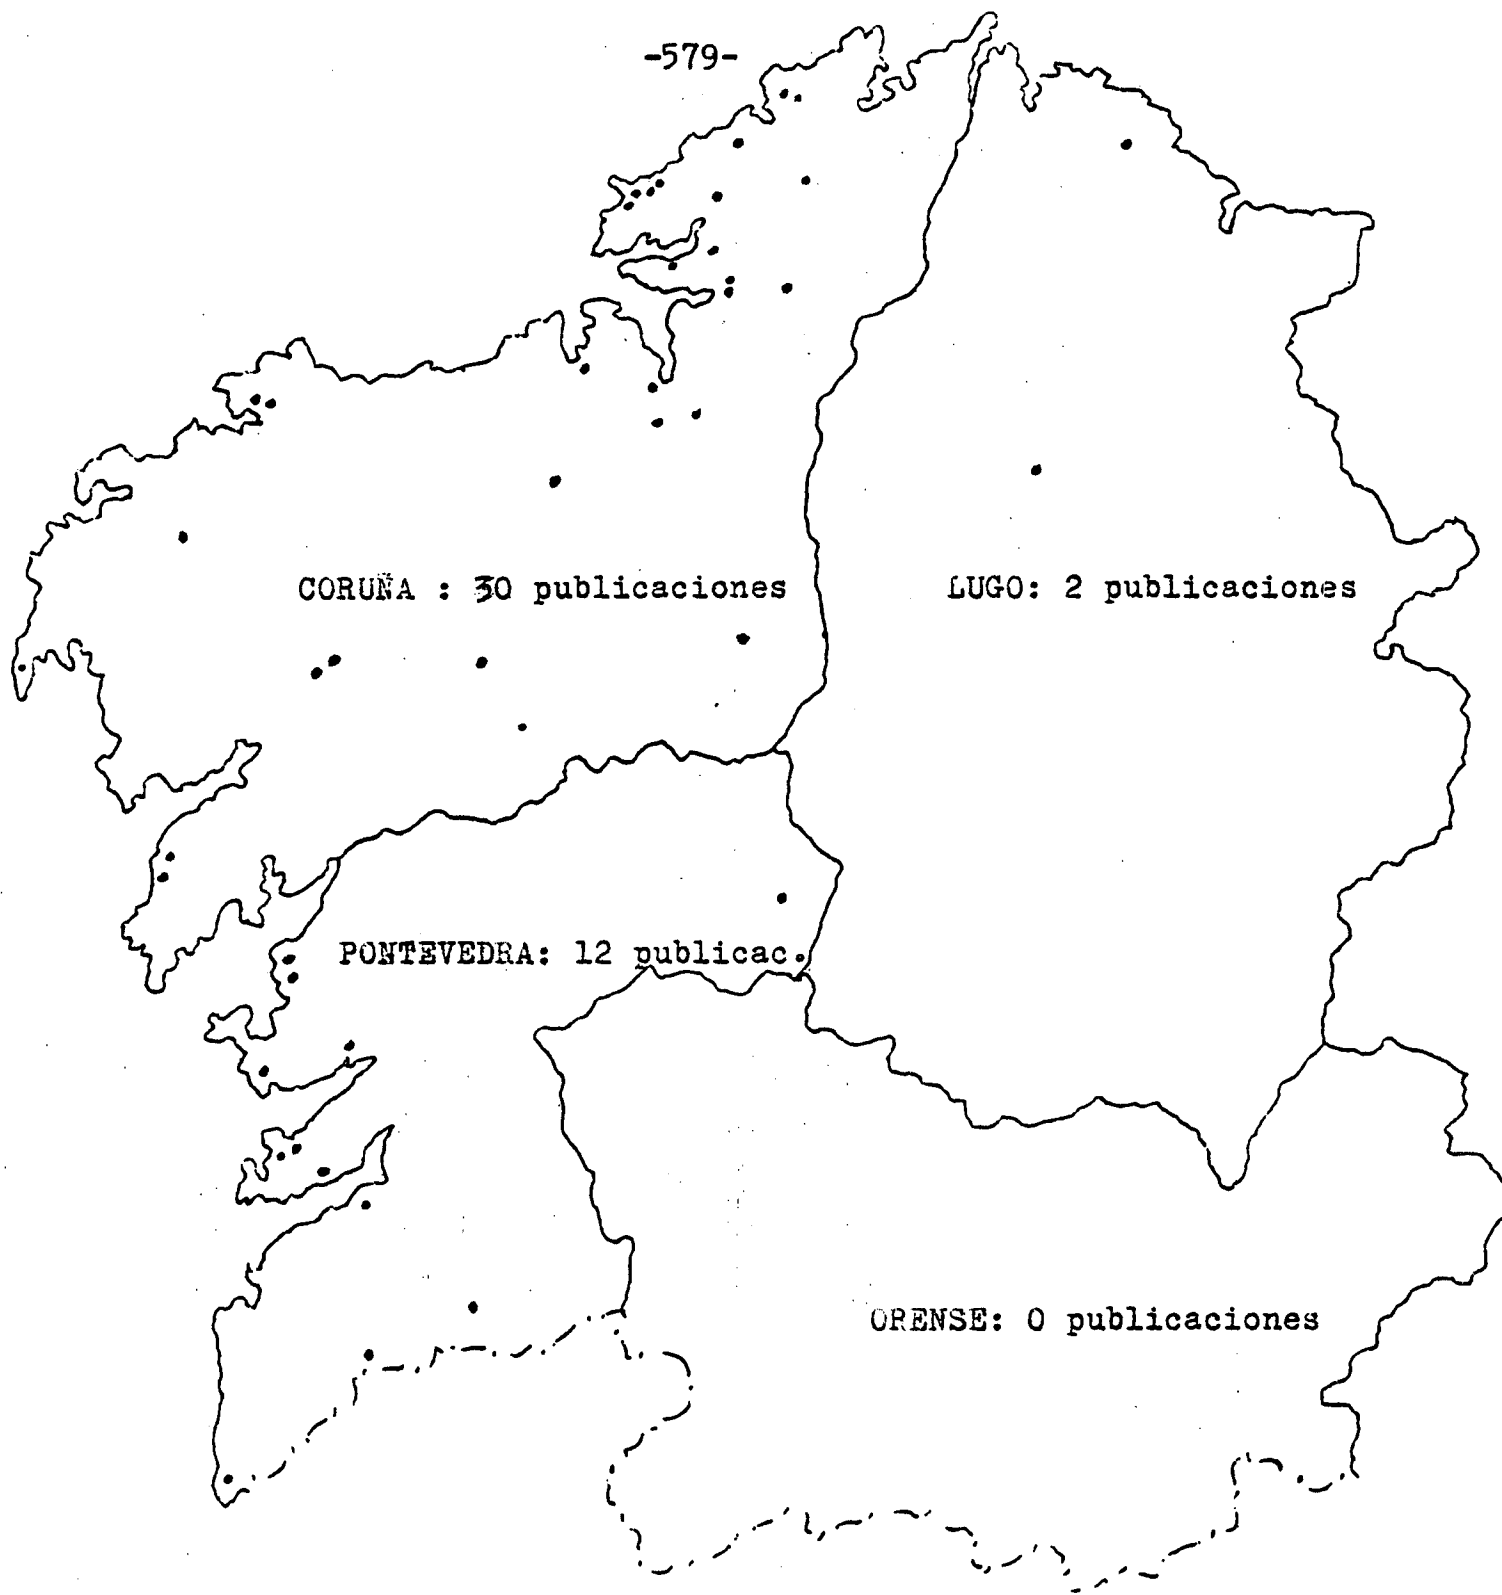 -579-
CORUÑA : 30 publicaciones
LUGO: 2 publicaciones
PONTEVEDRA: 12 publicac.
ORENSE: 0 publicaciones